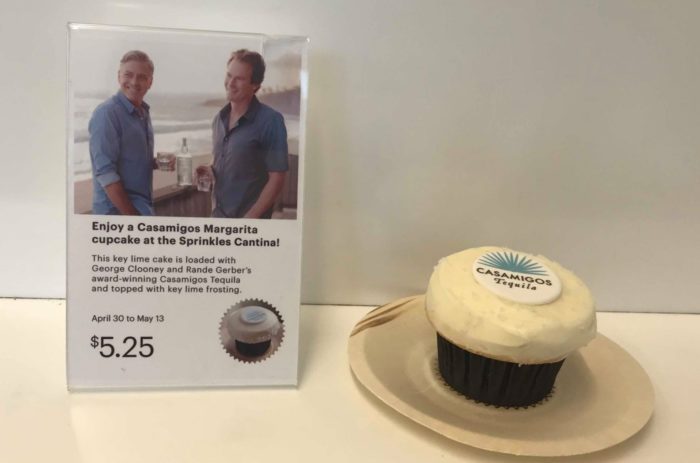 Enjoy a Casamigos Margarita
cupcake at the Sprinkles Cantina!
This key lime cake is loaded with
George Clooney and Rande Gerber's
award-winning Casamigos Tequila
and topped with key lime frosting.
April 30 to May 13
$5.25
CASAMIGOS
Tequila